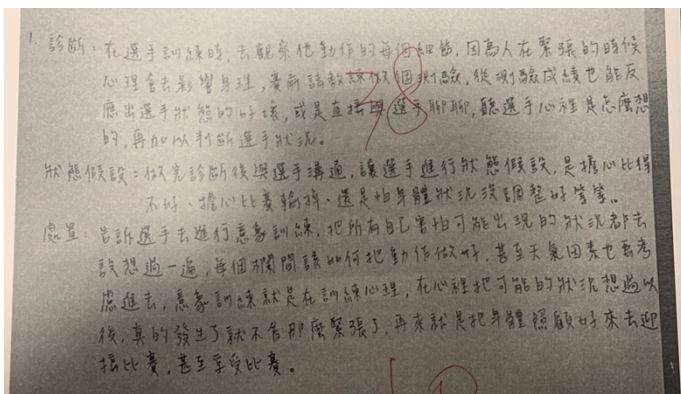 1. 診斷：在選手訓練時，去觀察他動作的每個細節，因為人在緊張的時候
心理會去影響身理，賽前請教練做個測驗，從測驗成績也能反
應出選手狀態的好壞，或是直接與選手聊聊，聽選手心裡是怎麼想
的，再加以判斷選手狀況。
狀態假設：做完診斷後與選手溝通，讓選手進行狀態假設，是擔心比得
不好、擔心比賽輸掉、還是怕身體狀況沒調整好等等。
處置：告訴選手去進行意象訓練，把所有自己害怕可能出現的狀況都去
設想過一遍，每個欄間該如何把動作做好，甚至天氣因素也要考
慮進去，意象訓練就是在訓練心理，在心裡把可能的狀況想過以
後，真的發生了就不會那麼緊張了，再來就是把身體照顧好來去迎
接比賽，甚至享受比賽。
38